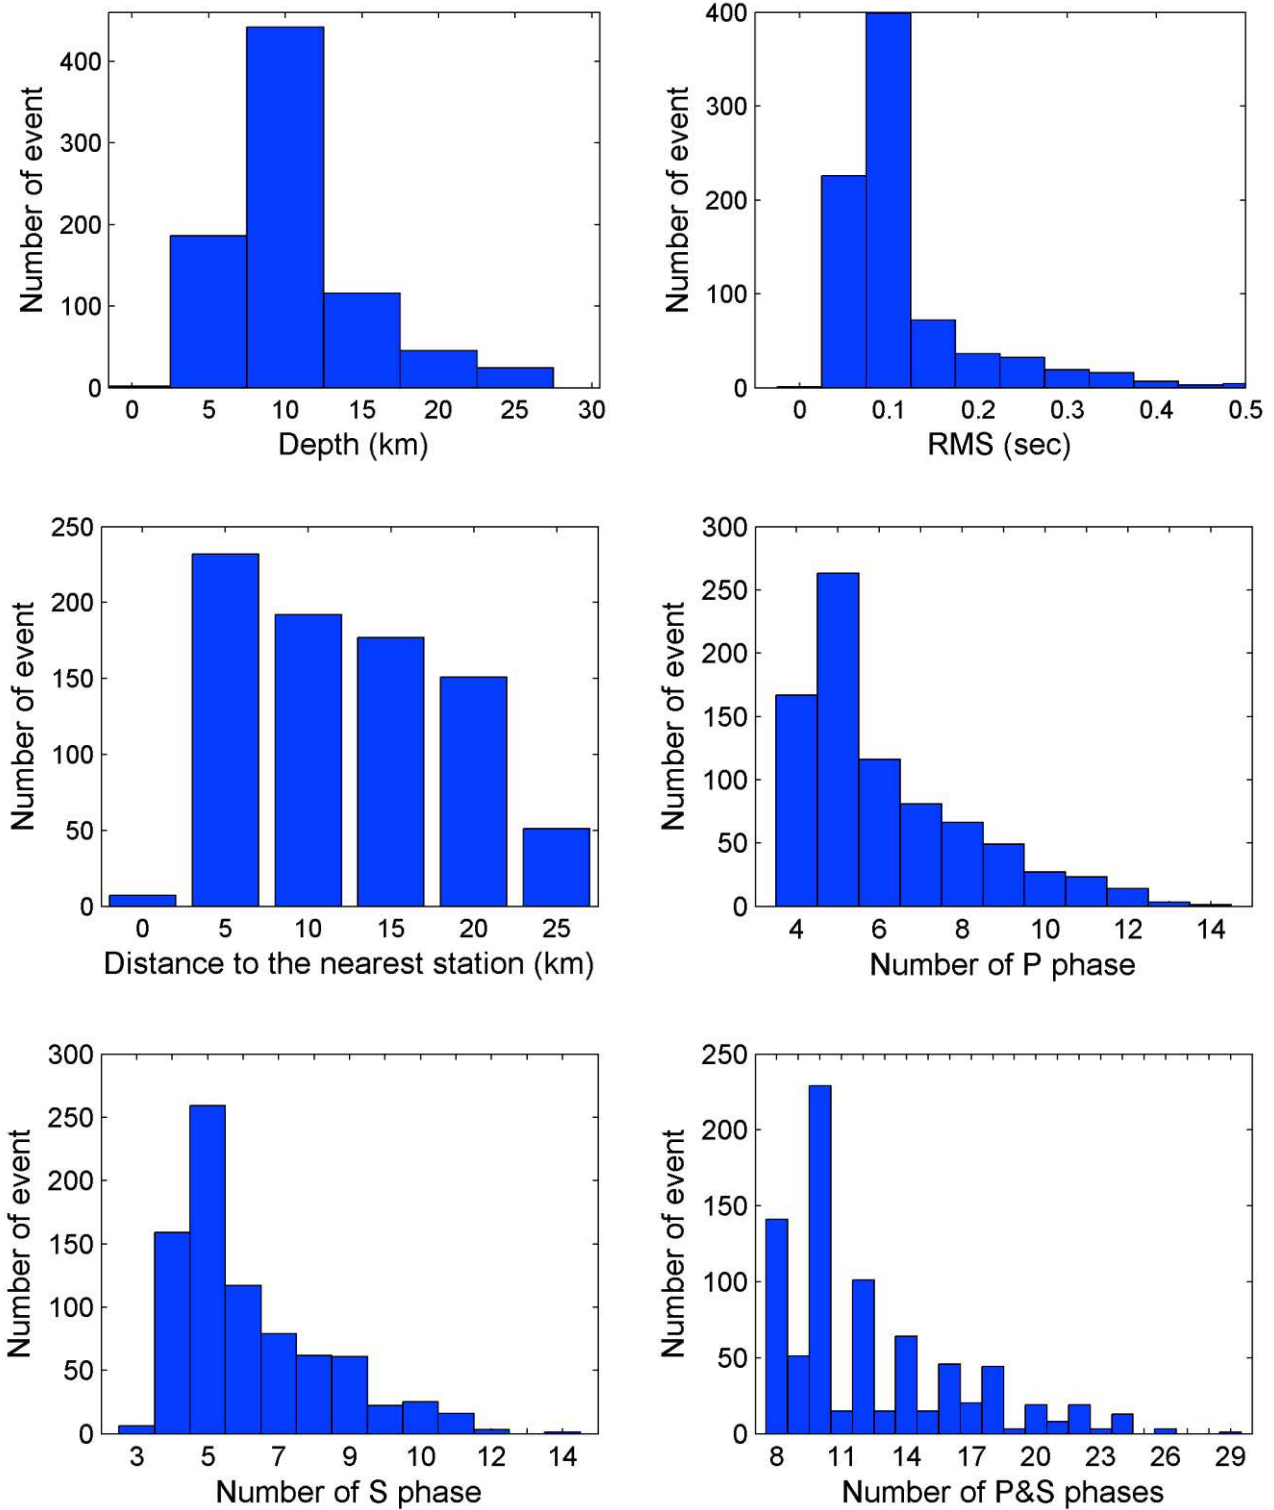 Number of event
400
300
200
100
0
0 5 10 15 20 25 30
Depth (km)
Number of event
400
300
200
100
0
0 0.1 0.2 0.3 0.4 0.5
RMS (sec)
Number of event
250
200
150
100
50
0
0 5 10 15 20 25
Distance to the nearest station (km)
Number of event
300
250
200
150
100
50
0
4 6 8 10 12 14
Number of P phase
Number of event
300
250
200
150
100
50
0
3 5 7 9 10 12 14
Number of S phase
Number of event
250
200
150
100
50
0
8 11 14 17 20 23 26 29
Number of P&S phases